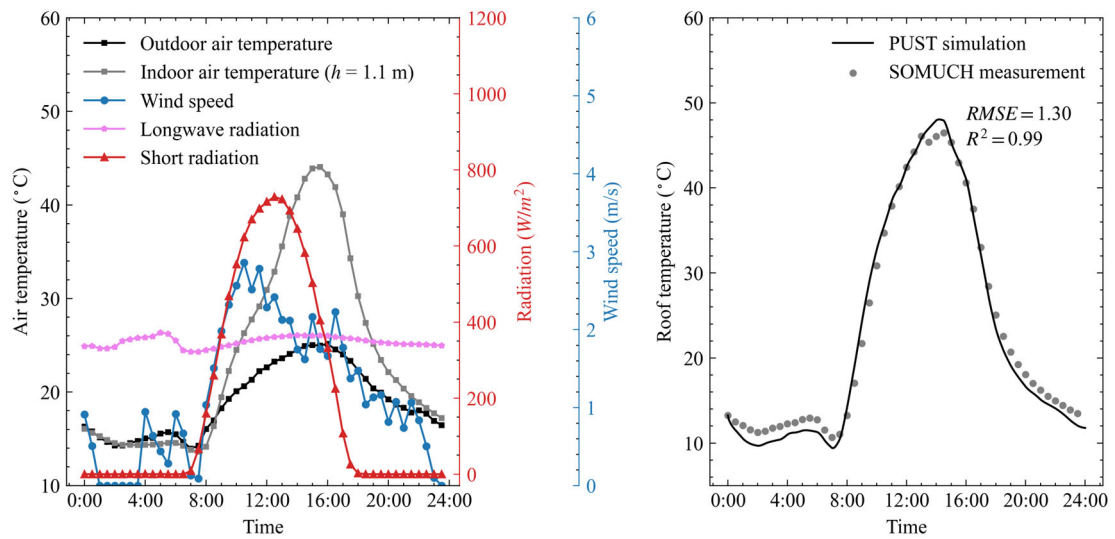 Outdoor air temperature
Indoor air temperature (h = 1.1 m)
Wind speed
Longwave radiation
Short radiation
Air temperature (°C)
60
50
40
30
20
10
0:00 4:00 8:00 12:00 16:00 20:00 24:00
Time
1200
1000
800
600
400
200
0
Radiation (W/m²)
6
5
4
3
2
1
0
Wind speed (m/s)
PUST simulation
SOMUCH measurement
RMSE = 1.30
R² = 0.99
Roof temperature (°C)
60
50
40
30
20
10
0:00 4:00 8:00 12:00 16:00 20:00 24:00
Time